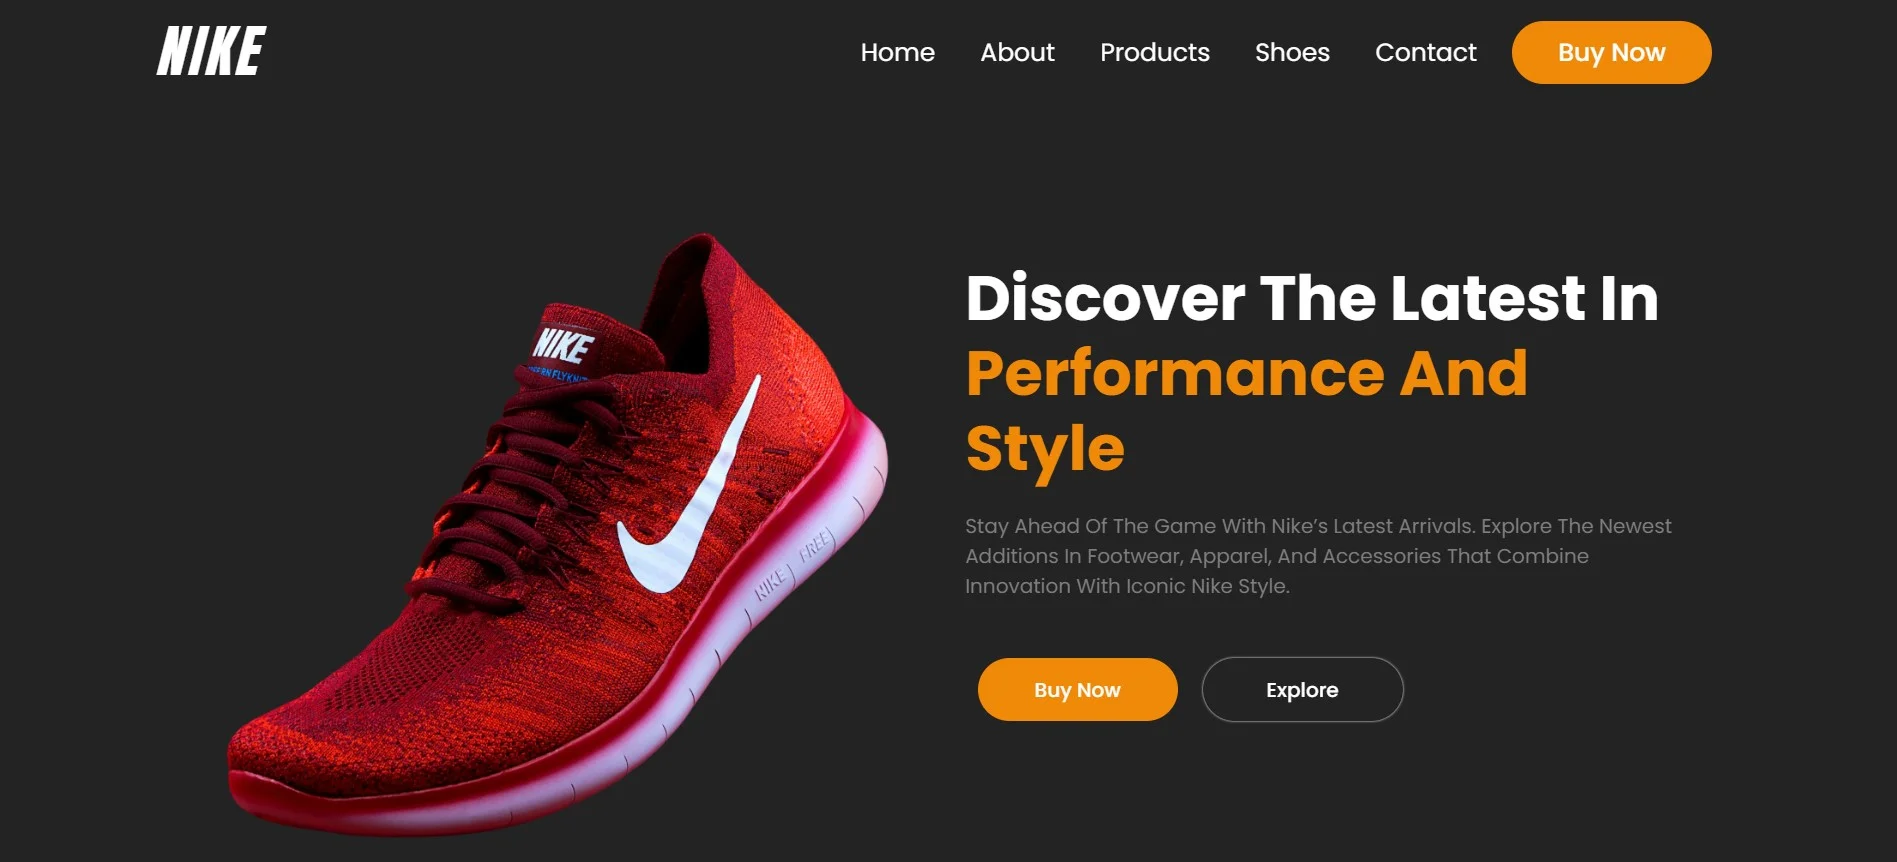 NIKE
Home About Products Shoes Contact Buy Now
Discover The Latest In
Performance And
Style
Stay Ahead Of The Game With Nike’s Latest Arrivals. Explore The Newest
Additions In Footwear, Apparel, And Accessories That Combine
Innovation With Iconic Nike Style.
Buy Now Explore
NIKE
NIKE FREE